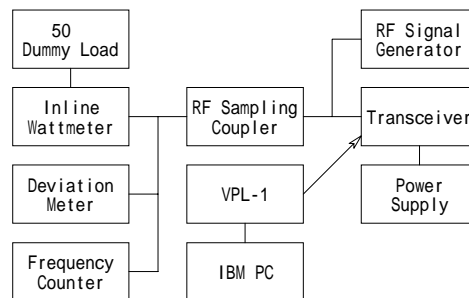 50
Dummy Load
RF Signal
Generator
Inline
Wattmeter
RF Sampling
Coupler
Transceiver
Deviation
Meter
VPL-1
Power
Supply
Frequency
Counter
IBM PC